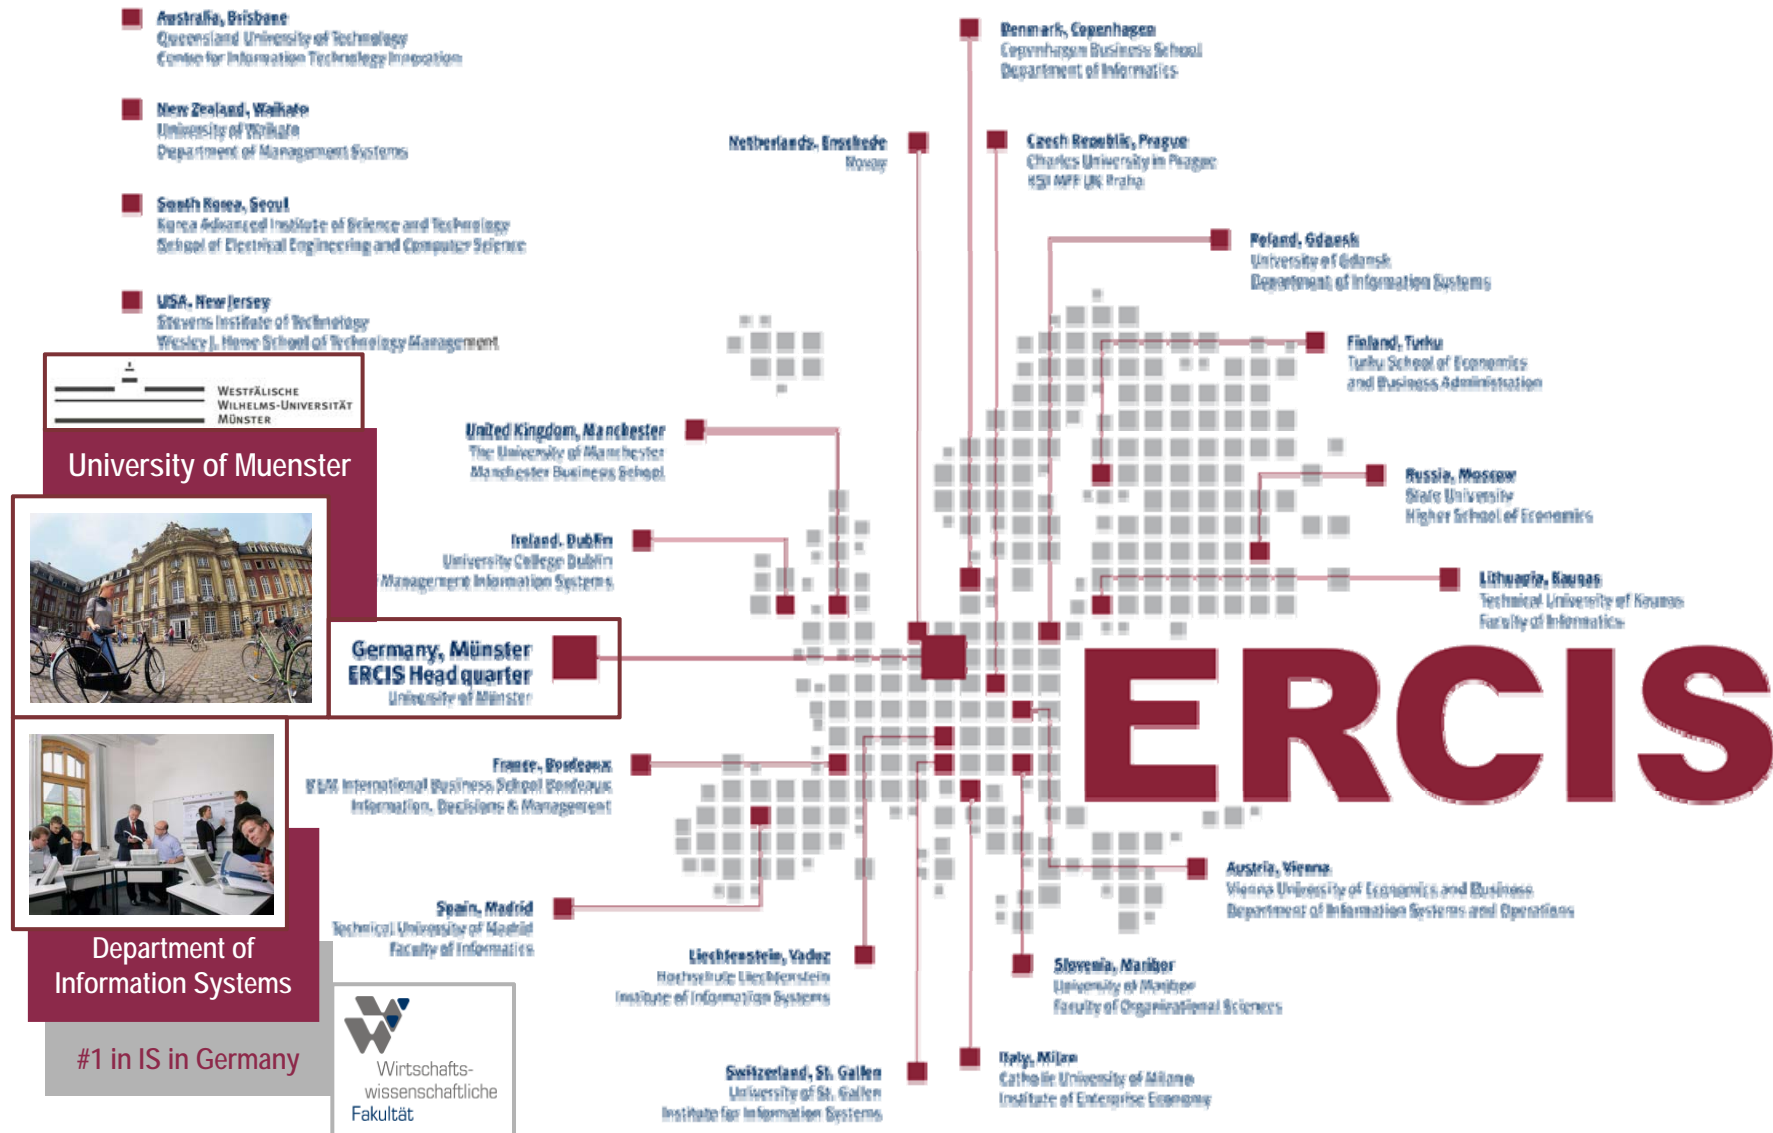 Australia, Brisbane
Queensland University of Technology
Centre for Information Technology Innovation
New Zealand, Waikato
University of Waikato
Department of Management Systems
South Korea, Seoul
Korea Advanced Institute of Science and Technology
School of Electrical Engineering and Computer Science
USA, New Jersey
Stevens Institute of Technology
Wesley J. Howe School of Technology Management
Denmark, Copenhagen
Copenhagen Business School
Department of Informatics
Netherlands, Enschede
Novay
Czech Republic, Prague
Charles University in Prague
KSI MFF UK Praha
Poland, Gdansk
University of Gdansk
Department of Information Systems
Finland, Turku
Turku School of Economics
and Business Administration
WESTFÄLISCHE
WILHELMS-UNIVERSITÄT
MÜNSTER
University of Muenster
United Kingdom, Manchester
The University of Manchester
Manchester Business School
Russia, Moscow
State University
Higher School of Economics
Ireland, Dublin
University College Dublin
Management Information Systems
Lithuania, Kaunas
Technical University of Kaunas
Faculty of Informatics
Germany, Münster
ERCIS Headquarter
University of Münster
ERCIS
France, Bordeaux
BEM International Business School Bordeaux
Information, Decisions & Management
Austria, Vienna
Vienna University of Economics and Business
Department of Information Systems and Operations
Spain, Madrid
Technical University of Madrid
Faculty of Informatics
Liechtenstein, Vaduz
Hochschule Liechtenstein
Institute of Information Systems
Slovenia, Maribor
University of Maribor
Faculty of Organizational Sciences
Department of
Information Systems
#1 in IS in Germany
Wirtschafts-
wissenschaftliche
Fakultät
Switzerland, St. Gallen
University of St. Gallen
Institute for Information Systems
Italy, Milan
Catholic University of Milano
Institute of Enterprise Economy